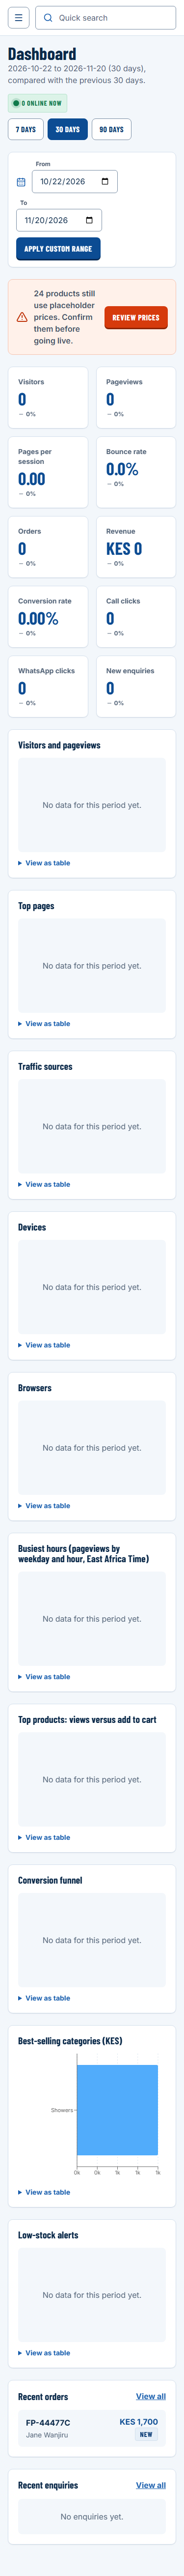 Quick search
Dashboard
2026-10-22 to 2026-11-20 (30 days),
compared with the previous 30 days.
0 ONLINE NOW
7 DAYS
30 DAYS
90 DAYS
From
10/22/2026
To
11/20/2026
APPLY CUSTOM RANGE
24 products still
use placeholder
prices. Confirm
them before
going live.
REVIEW PRICES
Visitors
0
– 0%
Pageviews
0
– 0%
Pages per
session
0.00
– 0%
Bounce rate
0.0%
– 0%
Orders
0
– 0%
Revenue
KES 0
– 0%
Conversion rate
0.00%
– 0%
Call clicks
0
– 0%
WhatsApp clicks
0
– 0%
New enquiries
0
– 0%
Visitors and pageviews
No data for this period yet.
View as table
Top pages
No data for this period yet.
View as table
Traffic sources
No data for this period yet.
View as table
Devices
No data for this period yet.
View as table
Browsers
No data for this period yet.
View as table
Busiest hours (pageviews by
weekday and hour, East Africa Time)
No data for this period yet.
View as table
Top products: views versus add to cart
No data for this period yet.
View as table
Conversion funnel
No data for this period yet.
View as table
Best-selling categories (KES)
Showers
0k 0k 1k 1k 1k
View as table
Low-stock alerts
No data for this period yet.
View as table
Recent orders
View all
FP-44477C
KES 1,700
Jane Wanjiru
NEW
Recent enquiries
View all
No enquiries yet.